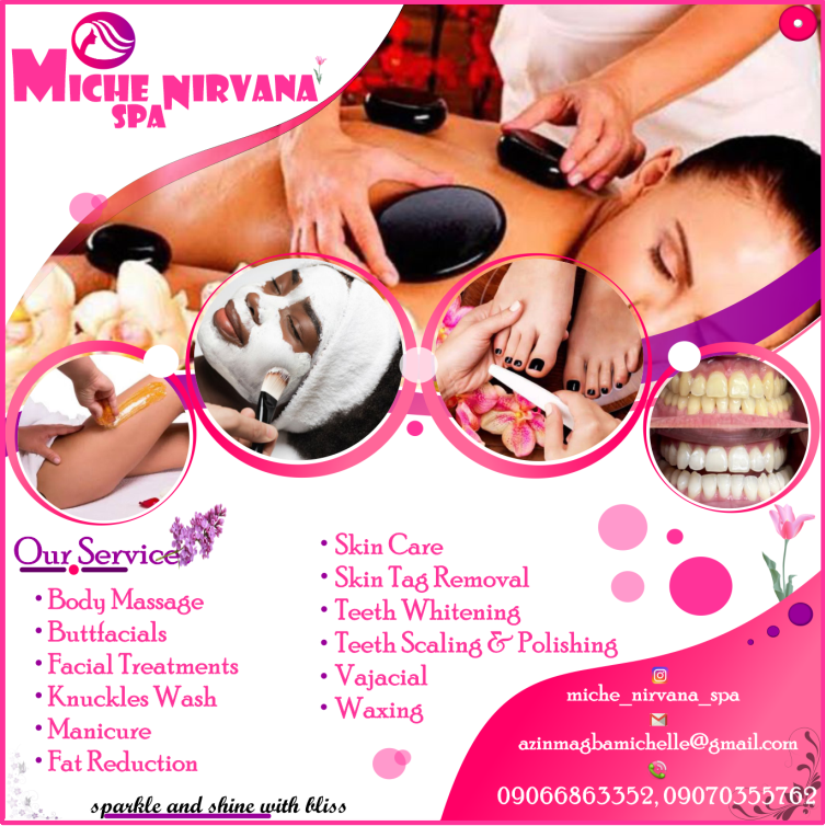 MICHE NIRVANA
SPA
Our Service
• Body Massage
• Buttfacials
• Facial Treatments
• Knuckles Wash
• Manicure
• Fat Reduction
• Skin Care
• Skin Tag Removal
• Teeth Whitening
• Teeth Scaling & Polishing
• Vajacial
• Waxing
sparkle and shine with bliss
miche_nirvana_spa
azinmagbamichelle@gmail.com
09066863352, 09070355762